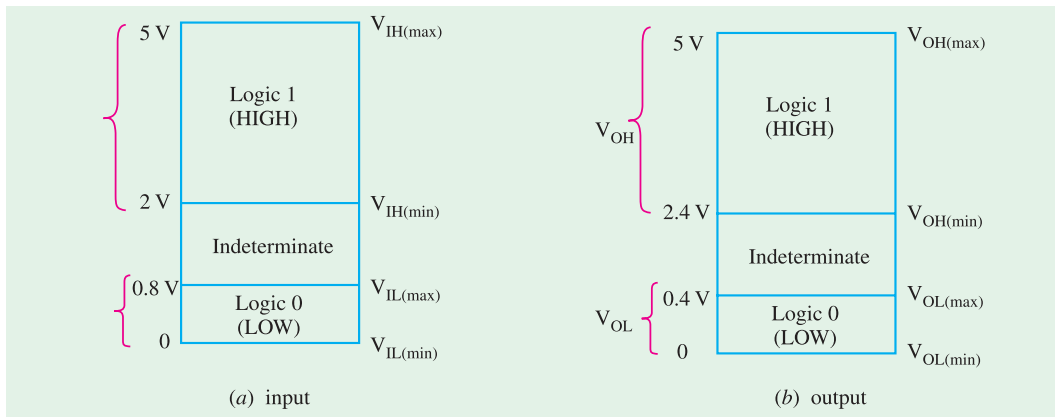 5 V
V_IH(max)
Logic 1
(HIGH)
2 V
V_IH(min)
Indeterminate
0.8 V
V_IL(max)
Logic 0
(LOW)
0
V_IL(min)
(a) input
5 V
V_OH(max)
Logic 1
(HIGH)
V_OH
2.4 V
V_OH(min)
Indeterminate
0.4 V
V_OL(max)
V_OL
Logic 0
(LOW)
0
V_OL(min)
(b) output